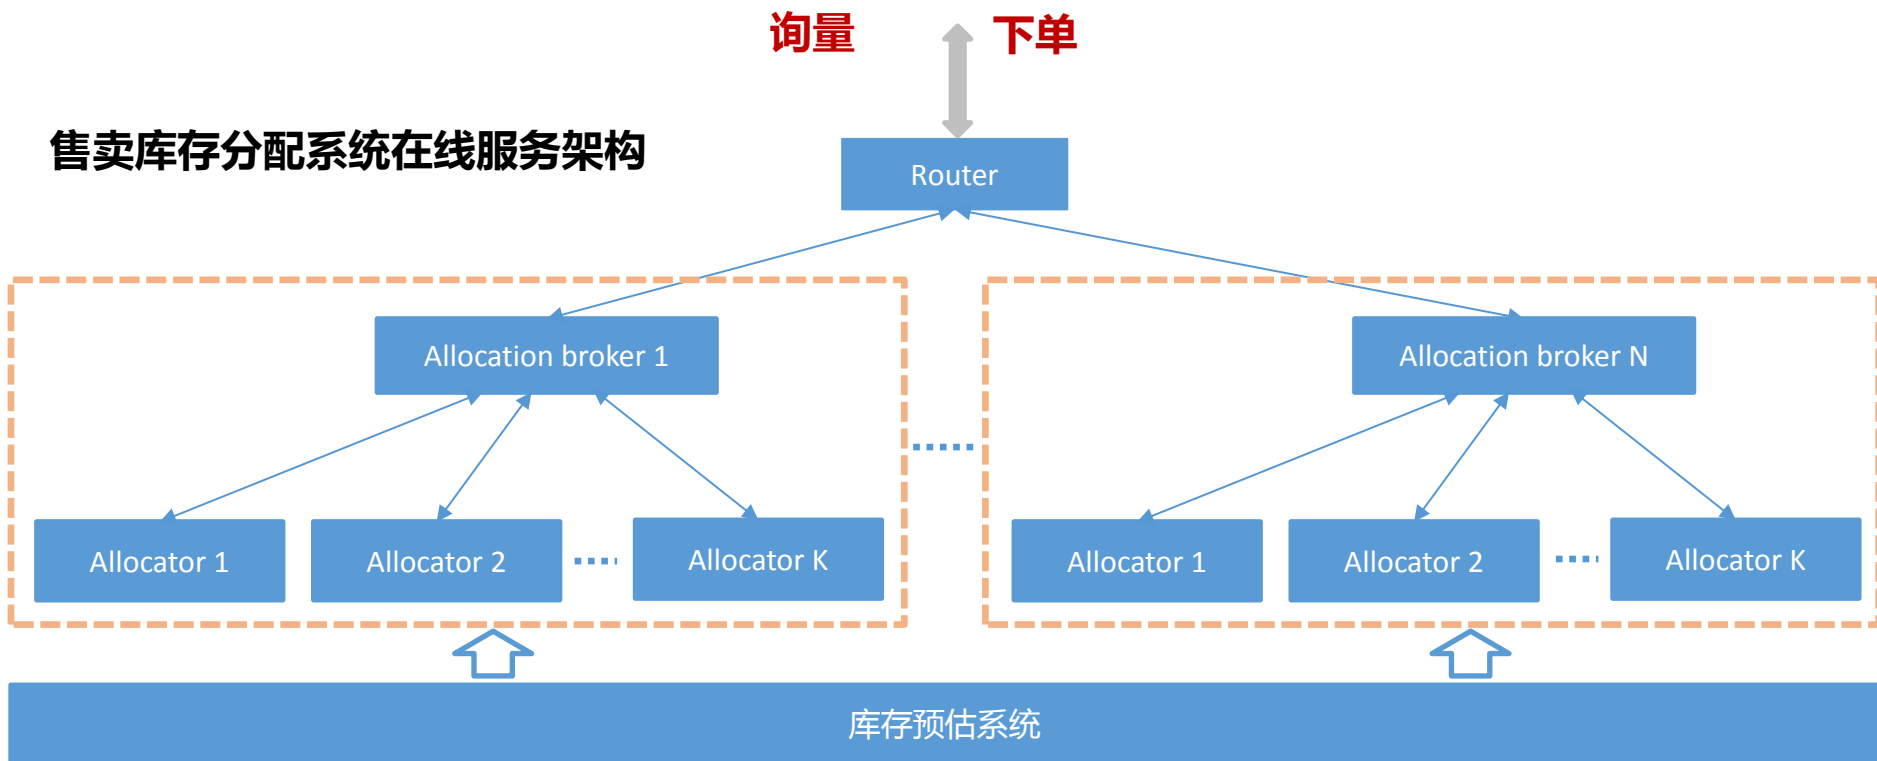 询量
下单
售卖库存分配系统在线服务架构
Router
Allocation broker 1
Allocation broker N
Allocator 1
Allocator 2
Allocator K
Allocator 1
Allocator 2
Allocator K
库存预估系统